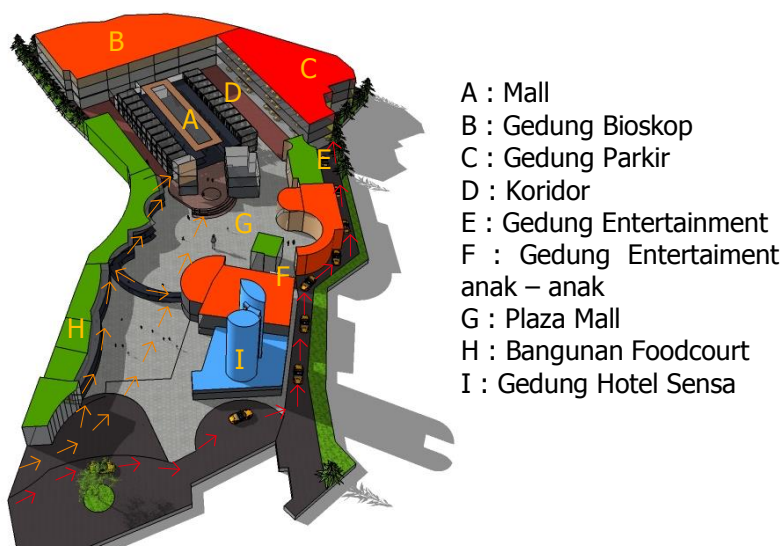 B
C
D
A
E
G
F
H
I
A : Mall
B : Gedung Bioskop
C : Gedung Parkir
D : Koridor
E : Gedung Entertainment
F : Gedung Entertaiment
anak – anak
G : Plaza Mall
H : Bangunan Foodcourt
I : Gedung Hotel Sensa